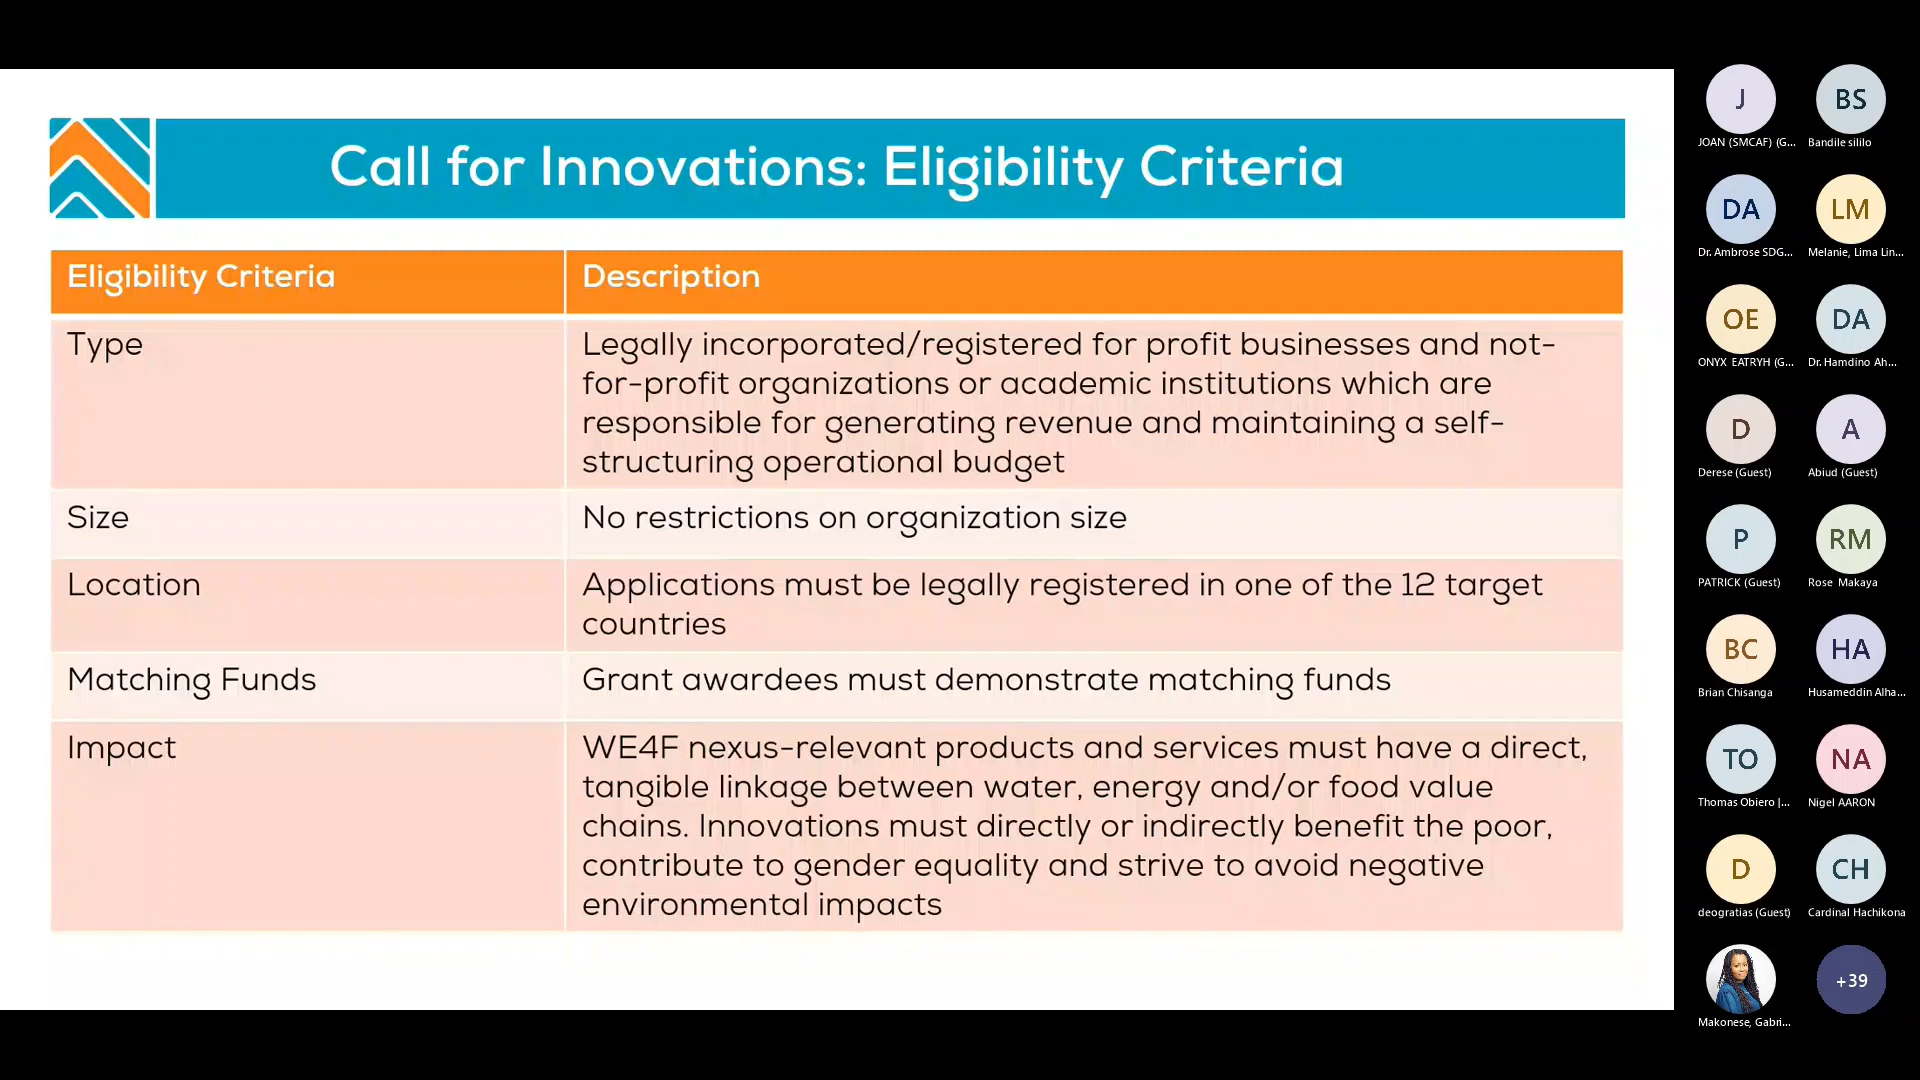 Call for Innovations: Eligibility Criteria
Eligibility Criteria
Description
Type
Legally incorporated/registered for profit businesses and not-
for-profit organizations or academic institutions which are
responsible for generating revenue and maintaining a self-
structuring operational budget
Size
No restrictions on organization size
Location
Applications must be legally registered in one of the 12 target
countries
Matching Funds
Grant awardees must demonstrate matching funds
Impact
WE4F nexus-relevant products and services must have a direct,
tangible linkage between water, energy and/or food value
chains. Innovations must directly or indirectly benefit the poor,
contribute to gender equality and strive to avoid negative
environmental impacts
J
BS
JOAN (SMCAF) (G...
Bandile sililo
DA
LM
Dr. Ambrose SDG...
Melanie, Lima Lin...
OE
DA
ONYX EATRYH (G...
Dr. Hamdino Ah...
D
A
Derese (Guest)
Abiud (Guest)
P
RM
PATRICK (Guest)
Rose Makaya
BC
HA
Brian Chisanga
Husameddin Alha...
TO
NA
Thomas Obiero |...
Nigel AARON
D
CH
deogratias (Guest)
Cardinal Hachikona
+39
Makonese, Gabri...